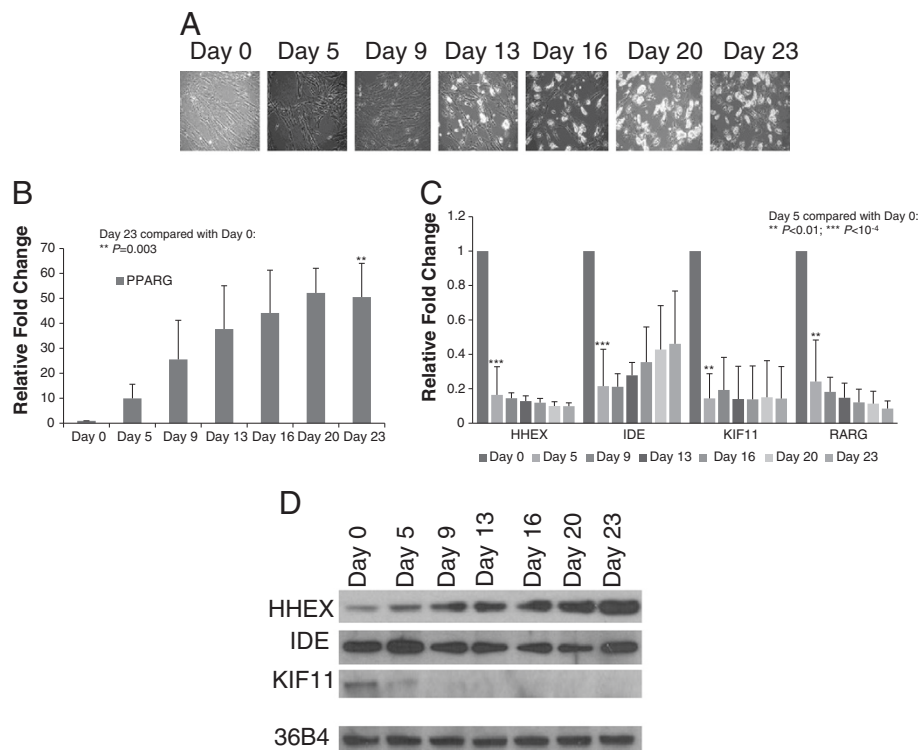 A
Day 0 Day 5 Day 9 Day 13 Day 16 Day 20 Day 23
B
Day 23 compared with Day 0:
** P=0.003
Relative Fold Change
70
60
50
40
30
20
10
0
PPARG
**
Day 0 Day 5 Day 9 Day 13 Day 16 Day 20 Day 23
C
Day 5 compared with Day 0:
** P<0.01; *** P<10-4
Relative Fold Change
1.2
1
0.8
0.6
0.4
0.2
0
*** *** ** **
HHEX IDE KIF11 RARG
Day 0 Day 5 Day 9 Day 13 Day 16 Day 20 Day 23
D
Day 0 Day 5 Day 9 Day 13 Day 16 Day 20 Day 23
HHEX
IDE
KIF11
36B4